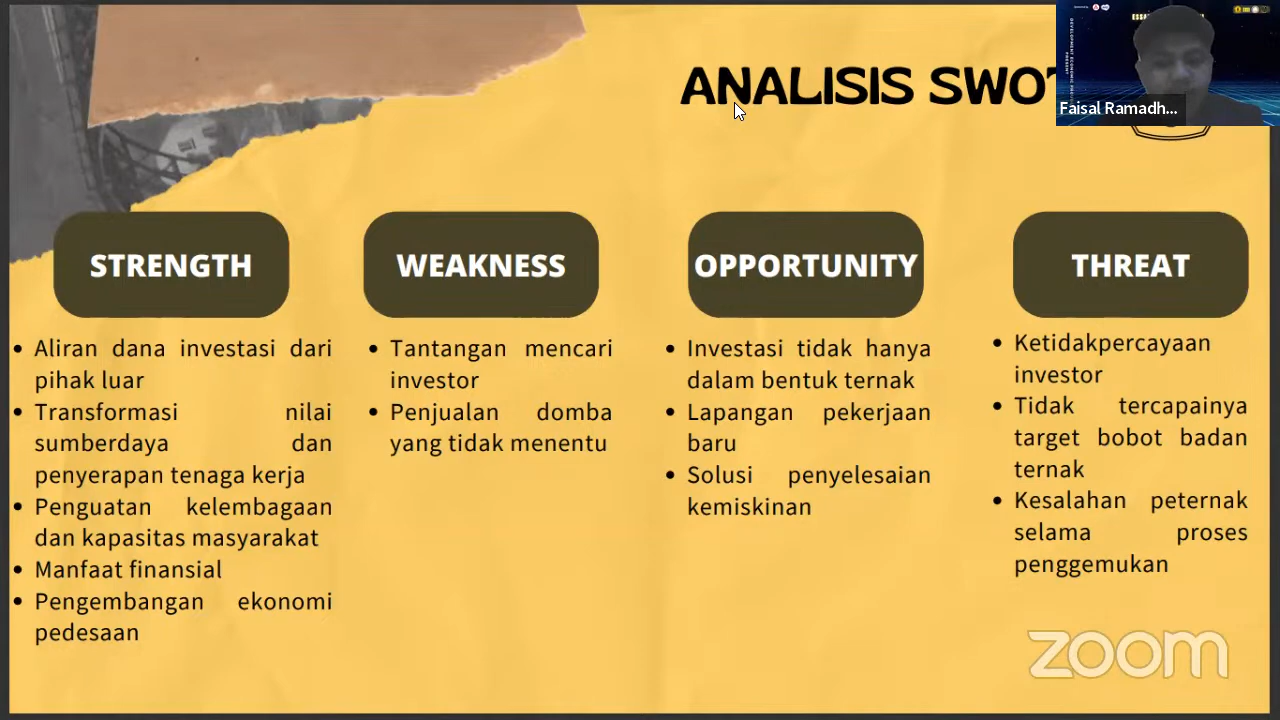 ANALISIS SWOT
Faisal Ramadh...
STRENGTH
Aliran dana investasi dari
pihak luar
Transformasi nilai
sumberdaya dan
penyerapan tenaga kerja
Penguatan kelembagaan
dan kapasitas masyarakat
Manfaat finansial
Pengembangan ekonomi
pedesaan
WEAKNESS
Tantangan mencari
investor
Penjualan domba
yang tidak menentu
OPPORTUNITY
Investasi tidak hanya
dalam bentuk ternak
Lapangan pekerjaan
baru
Solusi penyelesaian
kemiskinan
THREAT
Ketidakpercayaan
investor
Tidak tercapainya
target bobot badan
ternak
Kesalahan peternak
selama proses
penggemukan
zoom